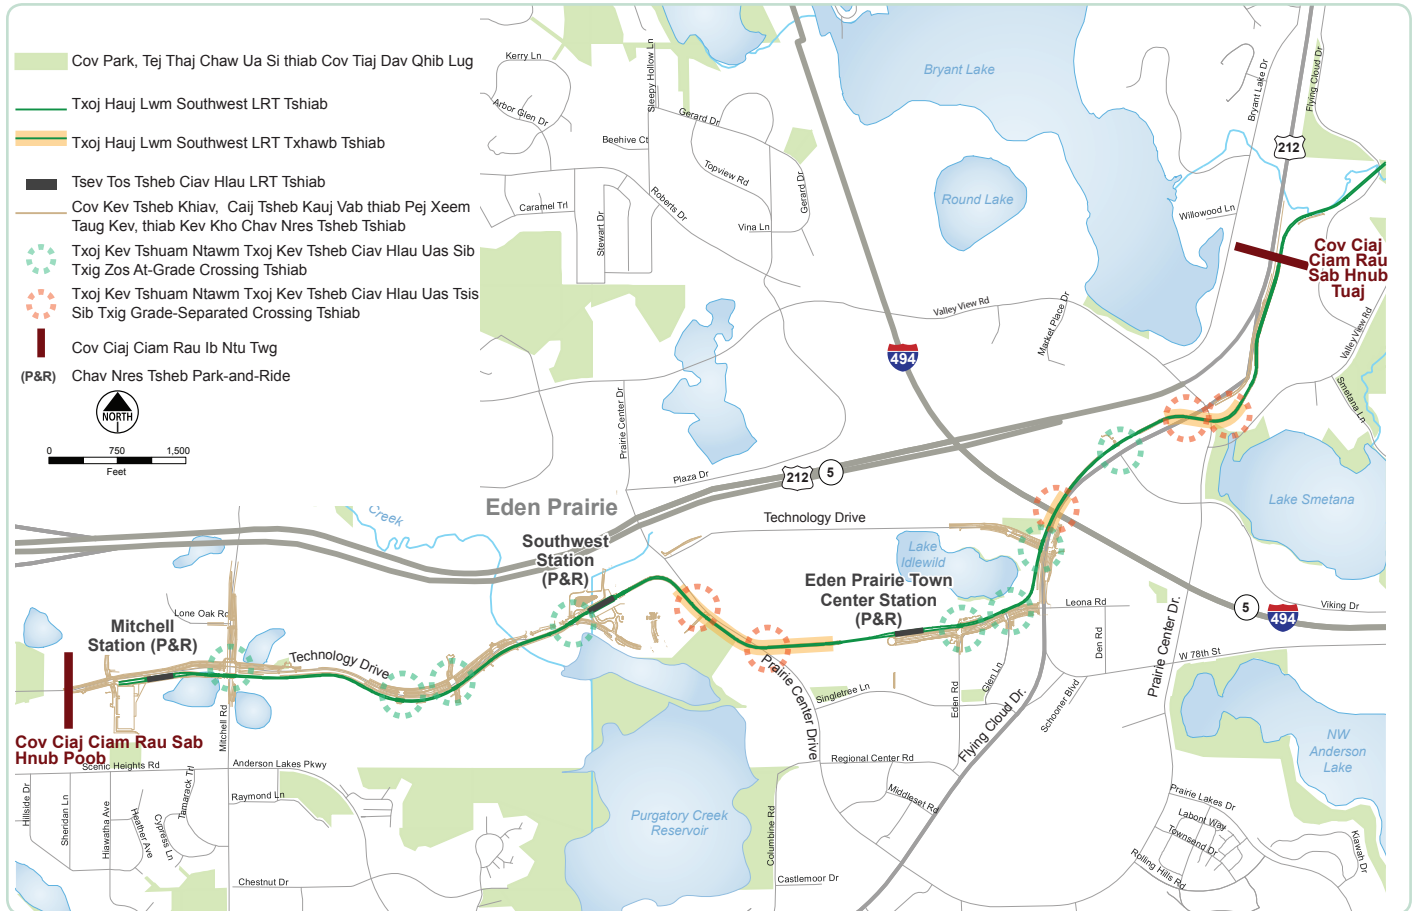 Cov Park, Tej Thaj Chaw Ua Si thiab Cov Tiaj Dav Qhib Lug
Txoj Hauj Lwm Southwest LRT Tshiab
Txoj Hauj Lwm Southwest LRT Txhawb Tshiab
Tsev Tos Tsheb Ciav Hlau LRT Tshiab
Cov Kev Tsheb Khiav, Caij Tsheb Kauj Vab thiab Pej Xeem
Taug Kev, thiab Kev Kho Chav Nres Tsheb Tshiab
Txoj Kev Tshuam Ntawm Txoj Kev Tsheb Ciav Hlau Uas Sib
Txig Zos At-Grade Crossing Tshiab
Txoj Kev Tshuam Ntawm Txoj Kev Tsheb Ciav Hlau Uas Tsis
Sib Txig Grade-Separated Crossing Tshiab
Cov Ciaj Ciam Rau Ib Ntu Twg
(P&R) Chav Nres Tsheb Park-and-Ride
NORTH
0 750 1,500
Feet
Kerry Ln
Arbor Glen Dr
Sleepy Hollow Ln
Beehive Ct
Gerard Dr
Topview Rd
Gerard Dr
Caramel Trl
Stewart Dr
Roberts Dr
Vina Ln
Bryant Lake
Round Lake
Bryant Lake Dr
Flying Cloud Dr
212
Willowood Ln
Cov Ciaj
Ciam Rau
Sab Hnub
Tuaj
Valley View Rd
Market Place Dr
Valley View Rd
Smetana Ln
494
Prairie Center Dr
Plaza Dr
212
5
Lake Smetana
Eden Prairie
Creek
Southwest
Station
(P&R)
Technology Drive
Lake
Idlewild
Eden Prairie Town
Center Station
(P&R)
Leona Rd
Den Rd
Prairie Center Dr.
5
494
Viking Dr
W 78th St
Lone Oak Rd
Mitchell
Station (P&R)
Technology Drive
Mitchell Rd
Prairie Center Drive
Singletree Ln
Eden Rd
Glen Ln
Flying Cloud Dr.
Schooner Blvd
Cov Ciaj Ciam Rau Sab
Hnub Poob
Scenic Heights Rd
Anderson Lakes Pkwy
Regional Center Rd
NW
Anderson
Lake
Hillside Dr
Sheridan Ln
Hiawatha Ave
Heather Ave
Cypress Ln
Tamarack Trl
Raymond Ln
Purgatory Creek
Reservoir
Columbine Rd
Middleset Rd
Prairie Lakes Dr
Labont Way
Townsend Dr
Rolling Hills Rd
Kiawah Dr
Chestnut Dr
Castlemoor Dr